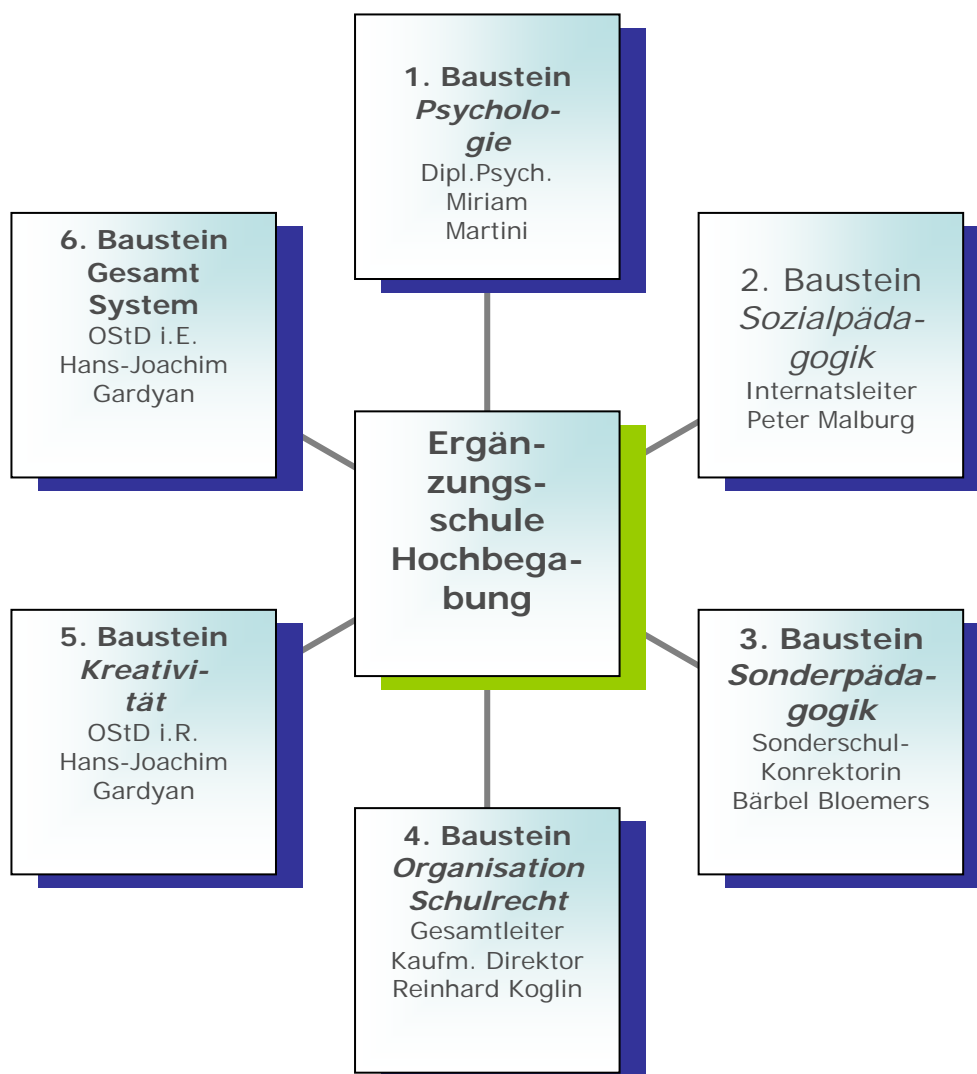 1. Baustein
Psycholo-
gie
Dipl.Psych.
Miriam
Martini
2. Baustein
Sozialpäda-
gogik
Internatsleiter
Peter Malburg
3. Baustein
Sonderpäda-
gogik
Sonderschul-
Konrektorin
Bärbel Bloemers
4. Baustein
Organisation
Schulrecht
Gesamtleiter
Kaufm. Direktor
Reinhard Koglin
5. Baustein
Kreativi-
tät
OStD i.R.
Hans-Joachim
Gardyan
6. Baustein
Gesamt
System
OStD i.E.
Hans-Joachim
Gardyan
Ergän-
zungs-
schule
Hochbega-
bung